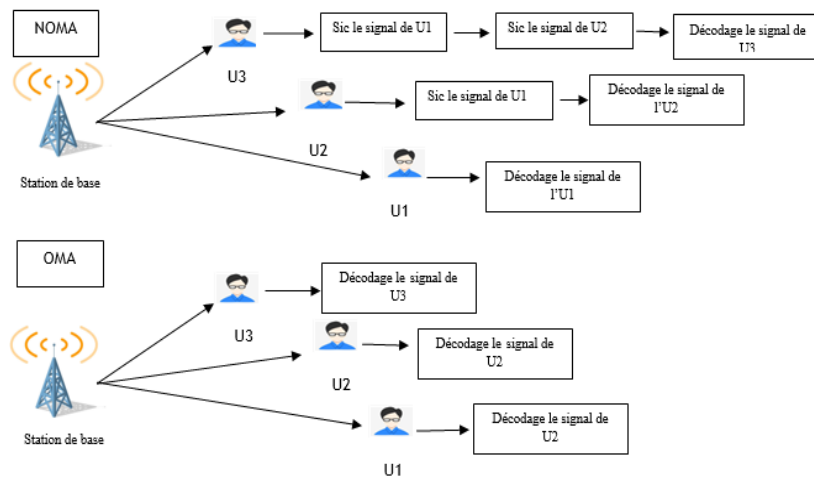 NOMA
Sic le signal de U1
Sic le signal de U2
Décodage le signal de
U3
U3
Sic le signal de U1
Décodage le signal de
l'U2
U2
Station de base
Décodage le signal de
l'U1
U1
OMA
Décodage le signal de
U3
U3
Décodage le signal de
U2
U2
Station de base
Décodage le signal de
U2
U1